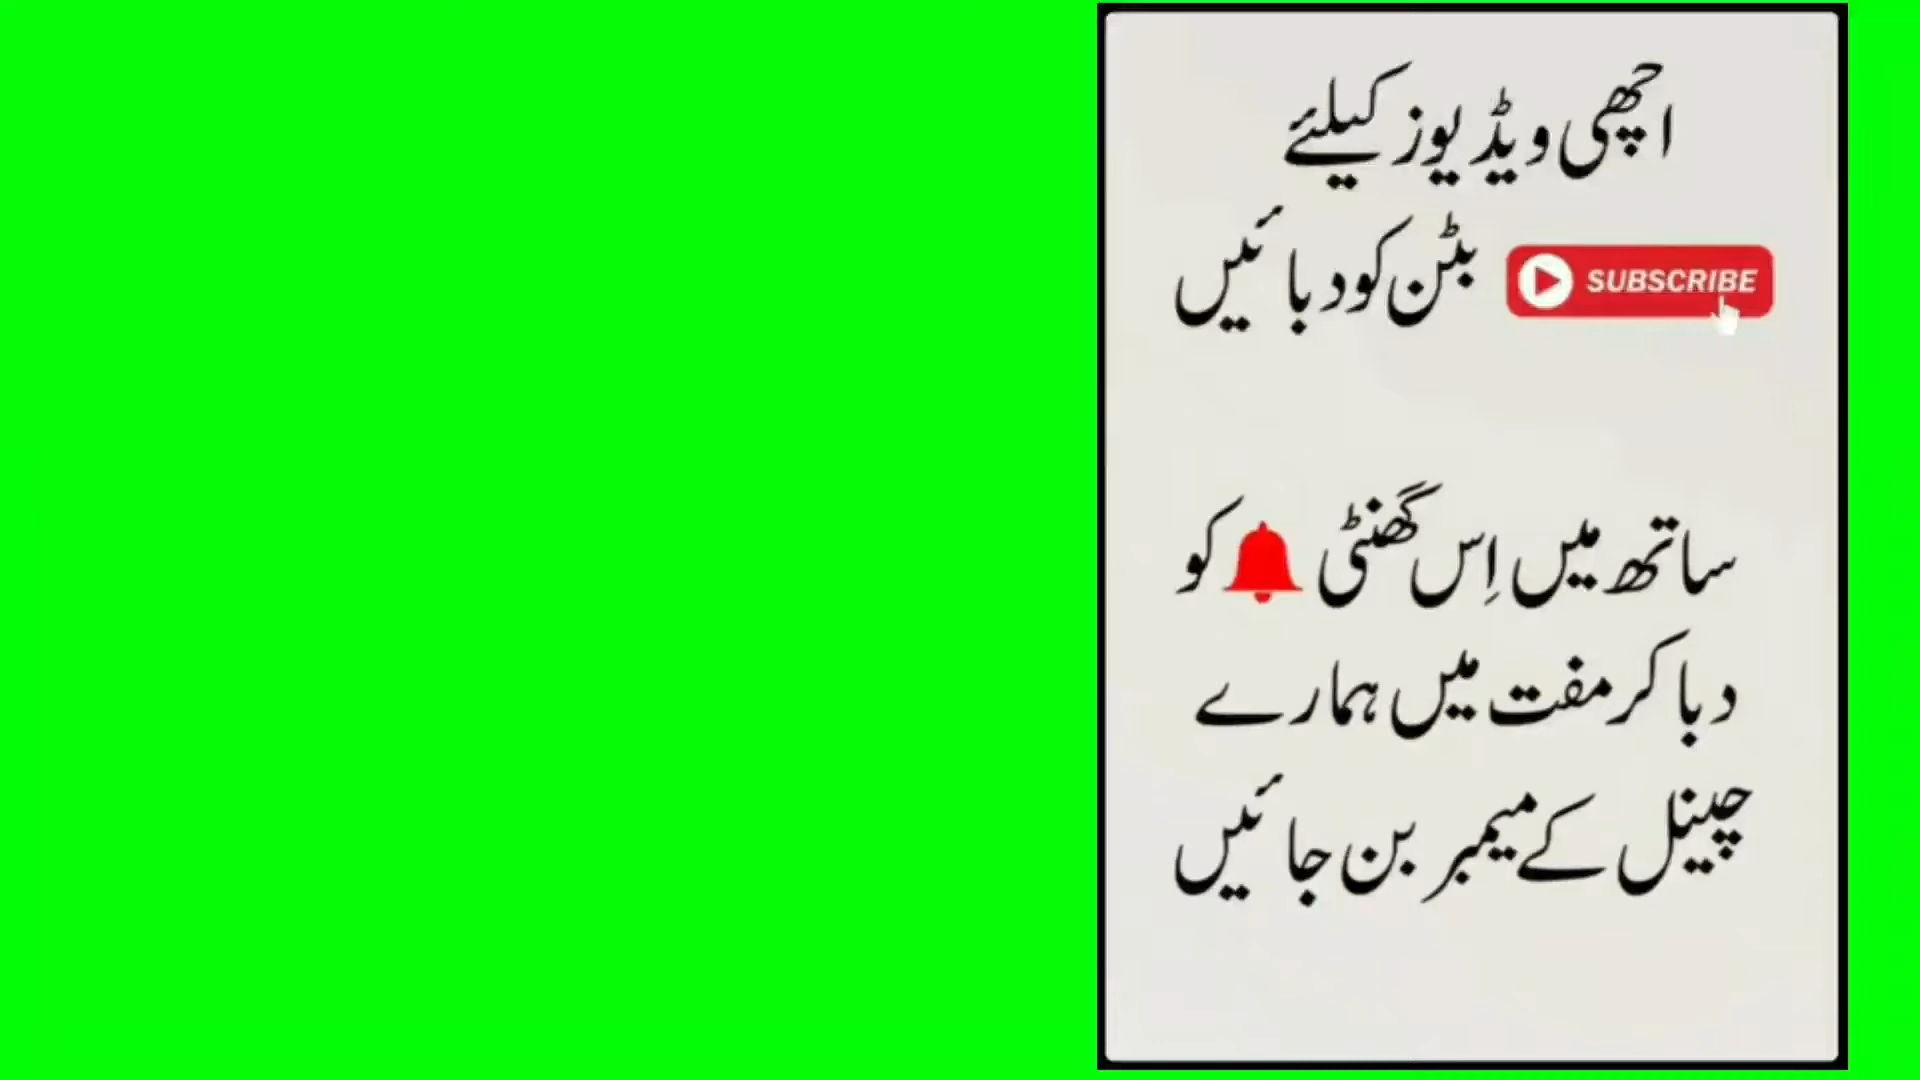 اچھی ویڈیوز کیلئے
SUBSCRIBE بٹن کو دبائیں
ساتھ میں اِس گھنٹی کو
دبا کر مفت میں ہمارے
چینل کے میمبر بن جائیں